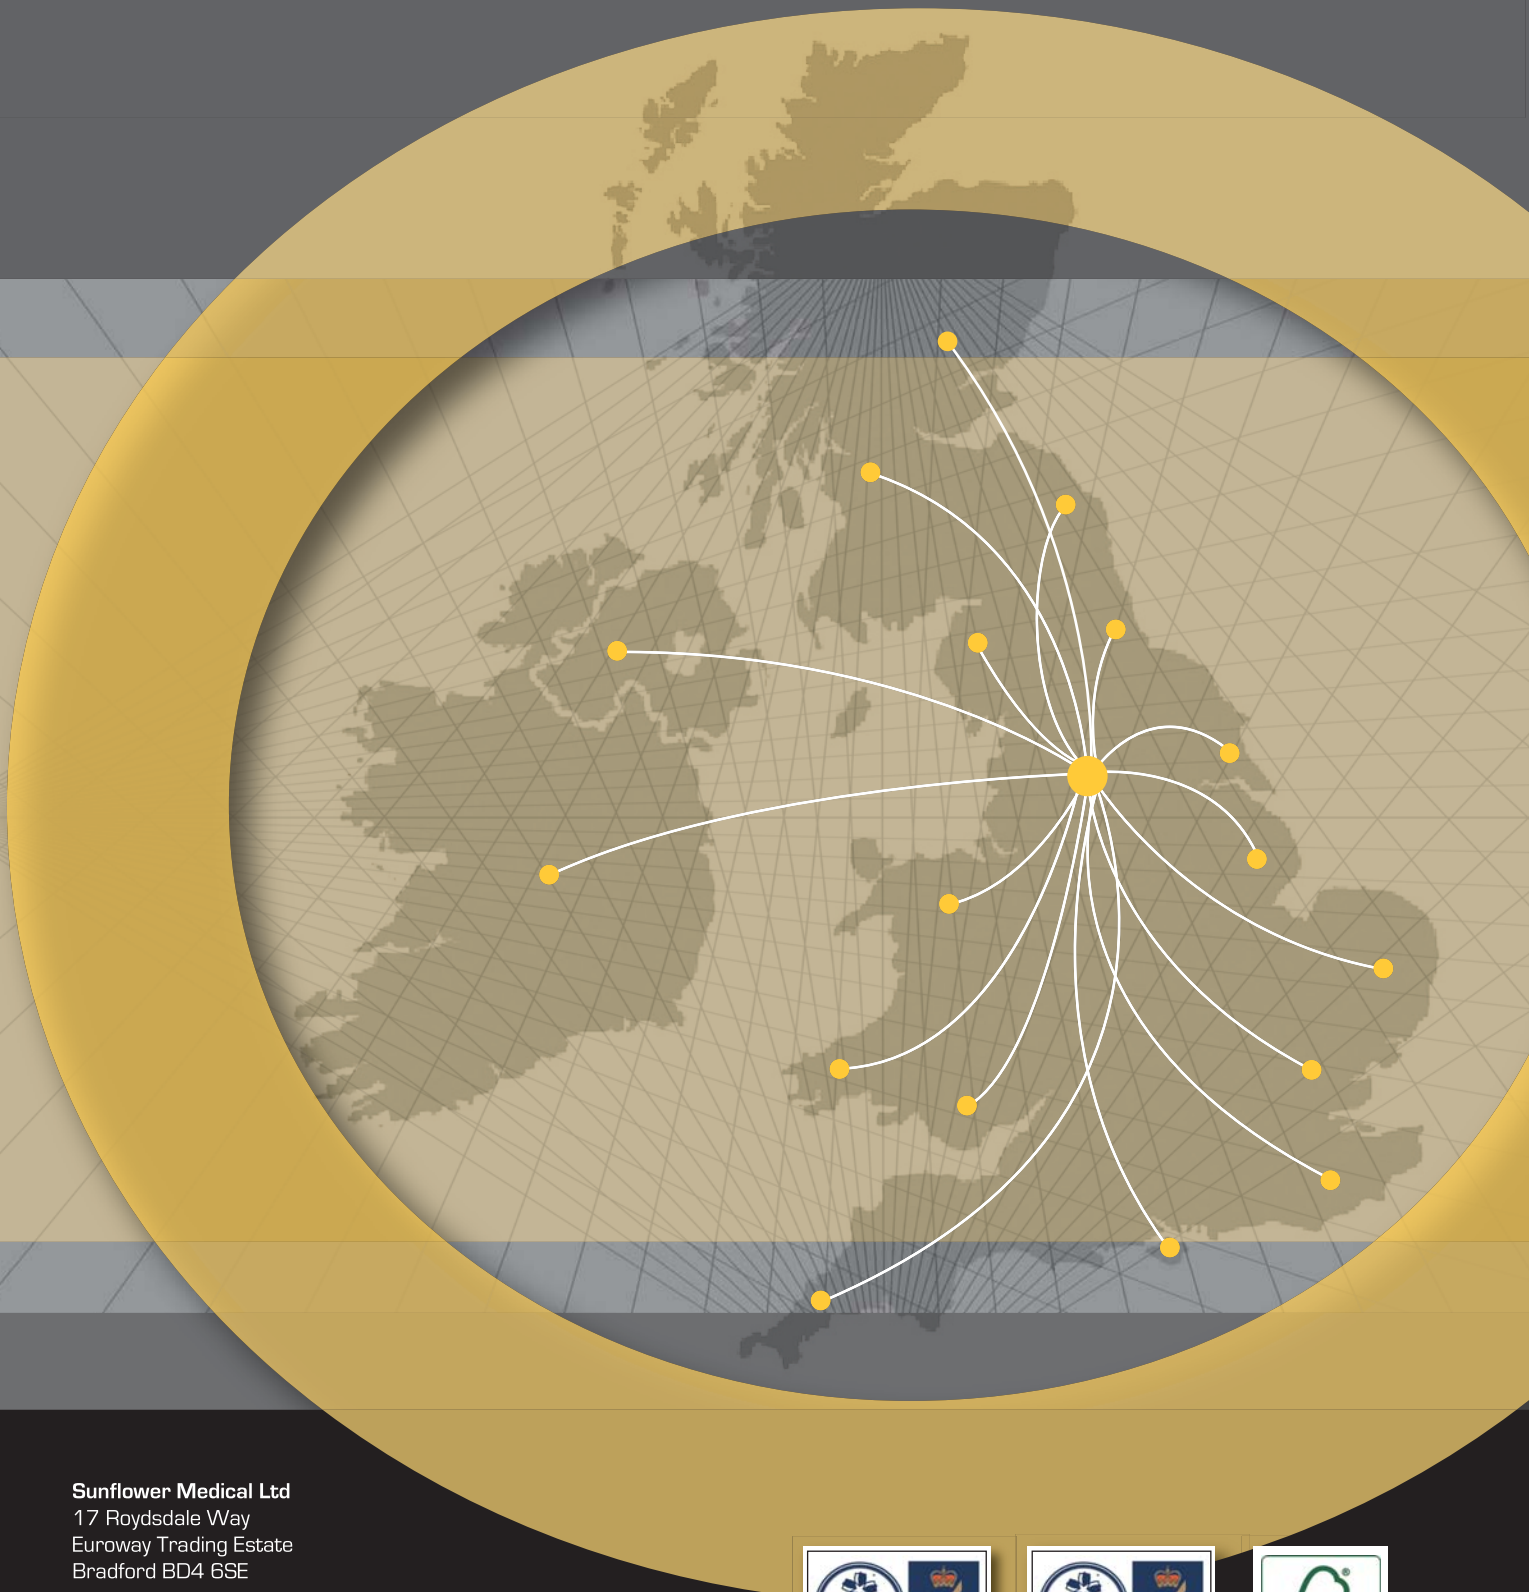 Sunflower Medical Ltd
17 Roydsdale Way
Euroway Trading Estate
Bradford BD4 6SE
®